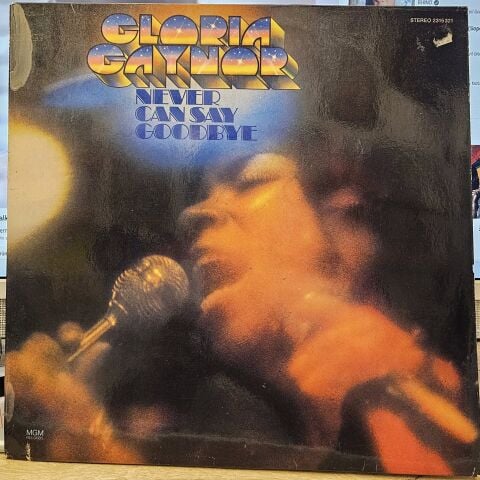 GLORIA
GAYNOR
STEREO 2315 321
NEVER
CAN SAY
GOODBYE
MGM
RECORDS